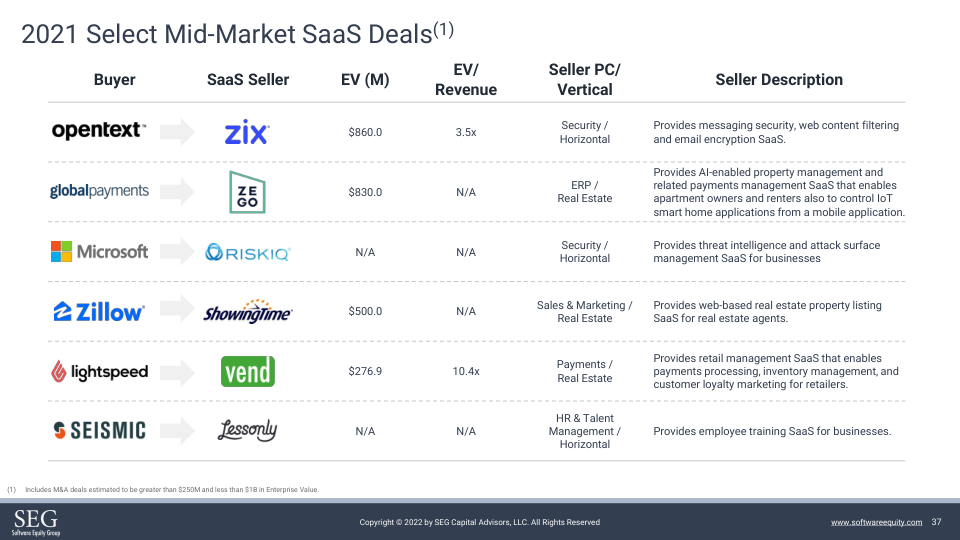 2021 Select Mid-Market SaaS Deals(1)
Buyer
SaaS Seller
EV (M)
EV/
Revenue
Seller PC/
Vertical
Seller Description
opentext™
zix®
$860.0
3.5x
Security /
Horizontal
Provides messaging security, web content filtering
and email encryption SaaS.
globalpayments
ZE
GO
$830.0
N/A
ERP /
Real Estate
Provides AI-enabled property management and
related payments management SaaS that enables
apartment owners and renters also to control IoT
smart home applications from a mobile application.
Microsoft
RISKIQ®
N/A
N/A
Security /
Horizontal
Provides threat intelligence and attack surface
management SaaS for businesses
Zillow®
ShowingTime®
$500.0
N/A
Sales & Marketing /
Real Estate
Provides web-based real estate property listing
SaaS for real estate agents.
lightspeed
vend
$276.9
10.4x
Payments /
Real Estate
Provides retail management SaaS that enables
payments processing, inventory management, and
customer loyalty marketing for retailers.
SEISMIC
Lessonly
N/A
N/A
HR & Talent
Management /
Horizontal
Provides employee training SaaS for businesses.
(1) Includes M&A deals estimated to be greater than $250M and less than $1B in Enterprise Value.
SEG
Software Equity Group
Copyright © 2022 by SEG Capital Advisors, LLC. All Rights Reserved
www.softwareequity.com
37